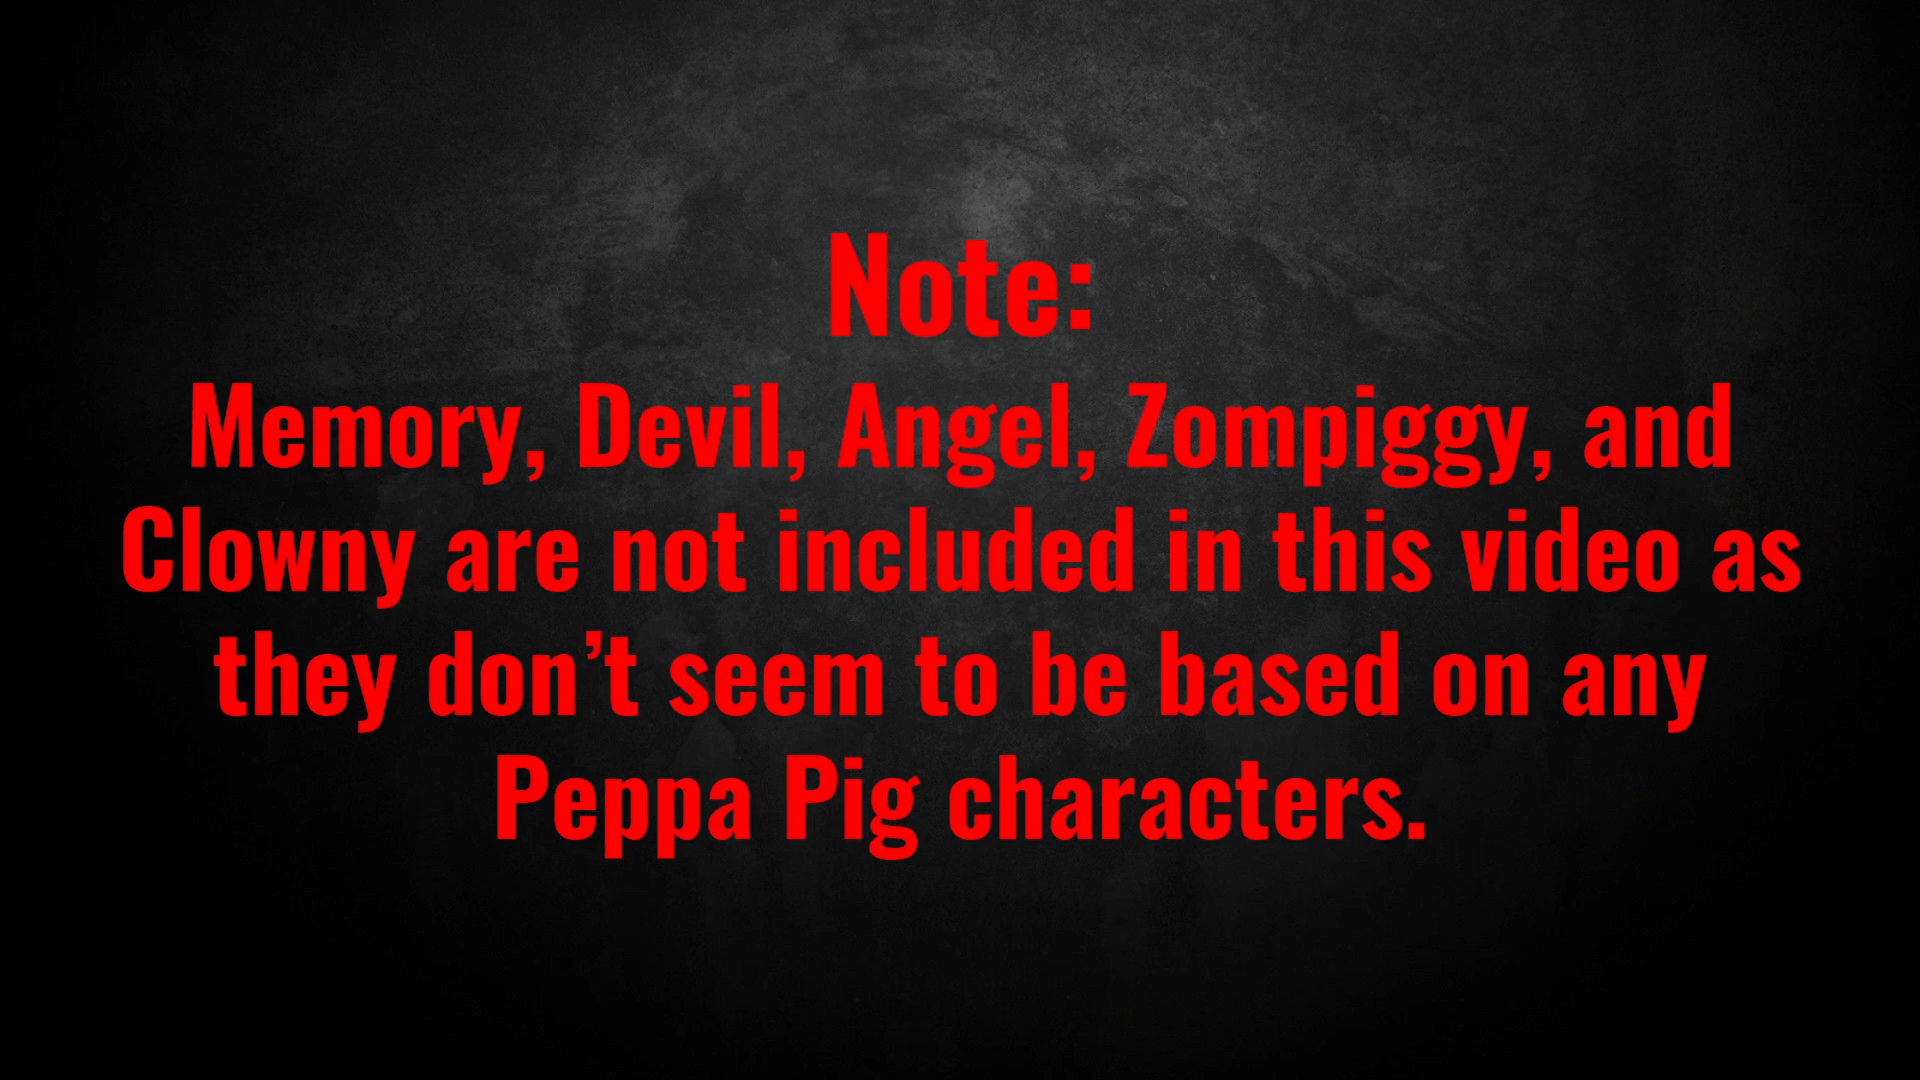 Note:
Memory, Devil, Angel, Zompiggy, and
Clowny are not included in this video as
they don’t seem to be based on any
Peppa Pig characters.